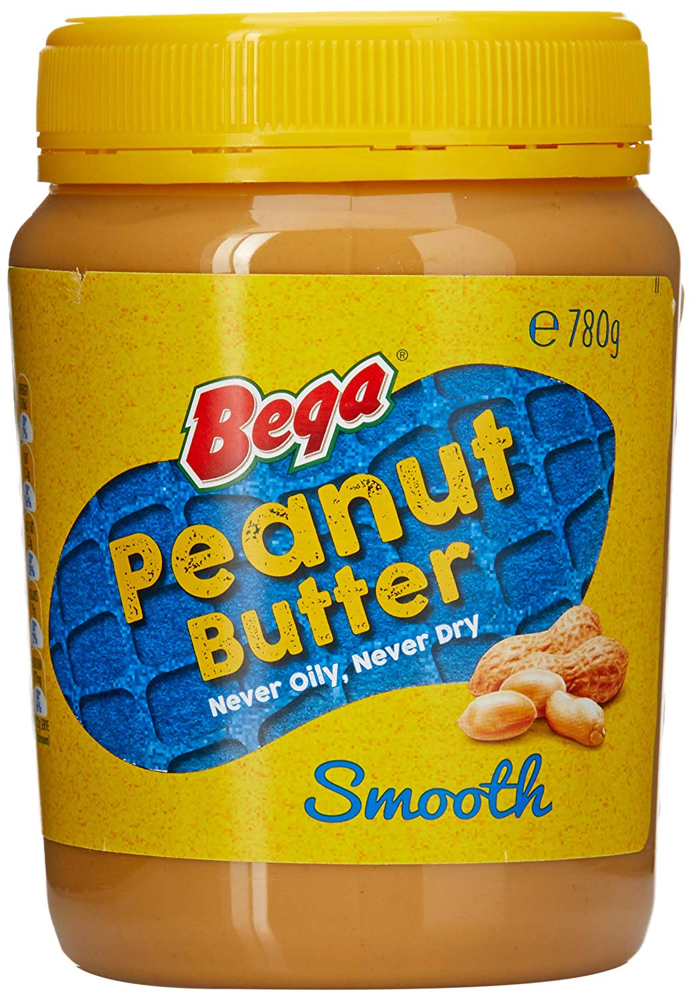 ℮ 780g
Bega®
Peanut
Butter
Never Oily, Never Dry
Smooth